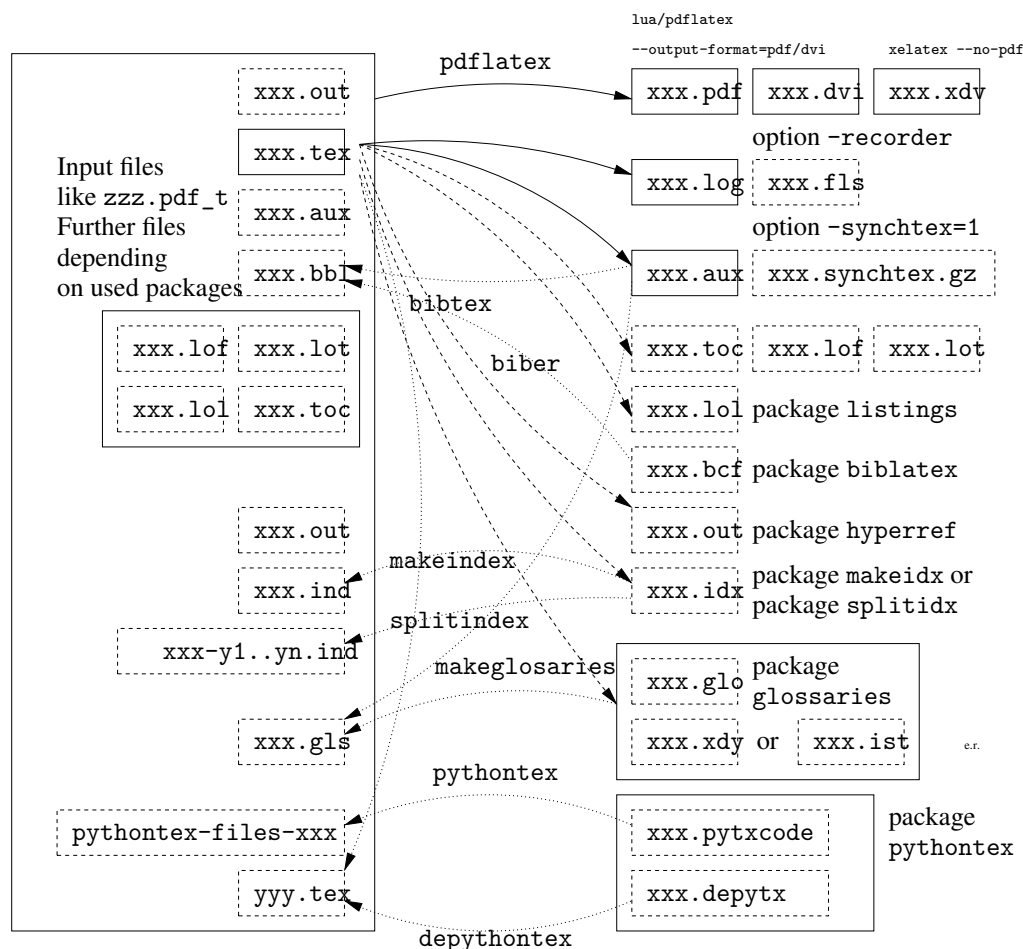 lua/pdflatex
--output-format=pdf/dvi
xelatex --no-pdf
pdflatex
xxx.out
xxx.pdf
xxx.dvi
xxx.xdv
option -recorder
xxx.tex
Input files
like zzz.pdf_t
Further files
depending
on used packages
xxx.log
xxx.fls
xxx.aux
option -synchtex=1
xxx.bbl
xxx.aux
xxx.synchtex.gz
bibtex
xxx.lof
xxx.lot
biber
xxx.toc
xxx.lof
xxx.lot
xxx.lol
xxx.toc
xxx.lol
package listings
xxx.bcf
package biblatex
xxx.out
xxx.out
package hyperref
makeindex
xxx.ind
xxx.idx
package makeidx or
package splitidx
splitindex
xxx-y1..yn.ind
makeglosaries
xxx.glo
package
glossaries
xxx.gls
xxx.xdy
or
xxx.ist
e.r.
pythontex
pythontex-files-xxx
xxx.pytxcode
package
pythontex
yyy.tex
xxx.depytx
depythontex